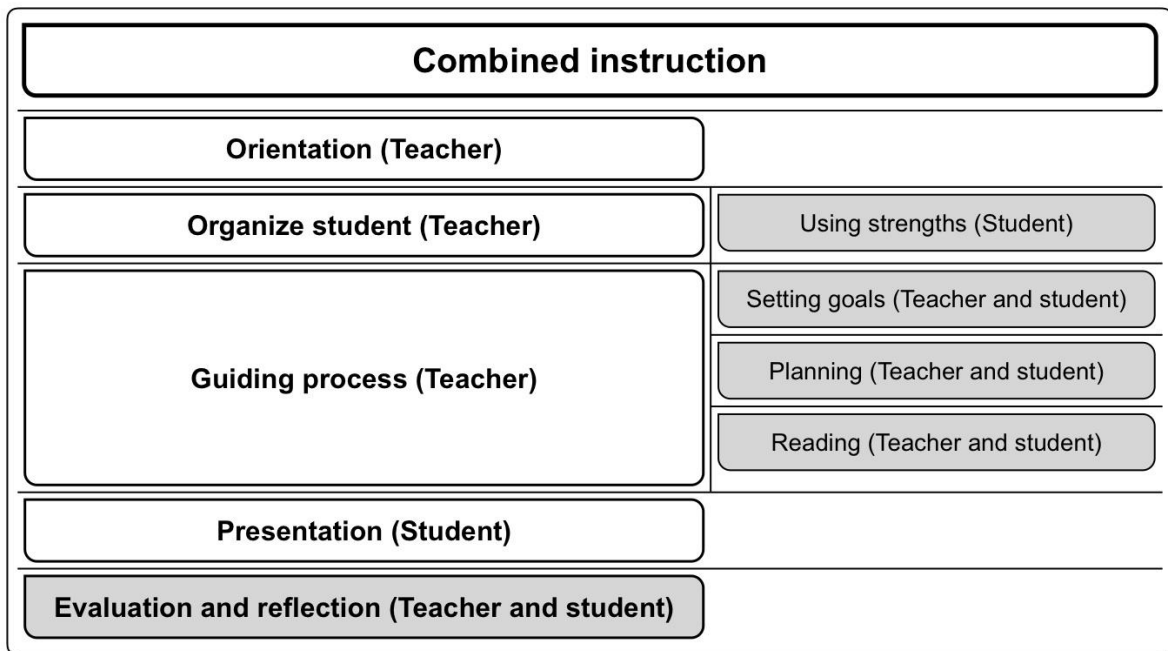 Combined instruction
Orientation (Teacher)
Organize student (Teacher)
Using strengths (Student)
Guiding process (Teacher)
Setting goals (Teacher and student)
Planning (Teacher and student)
Reading (Teacher and student)
Presentation (Student)
Evaluation and reflection (Teacher and student)